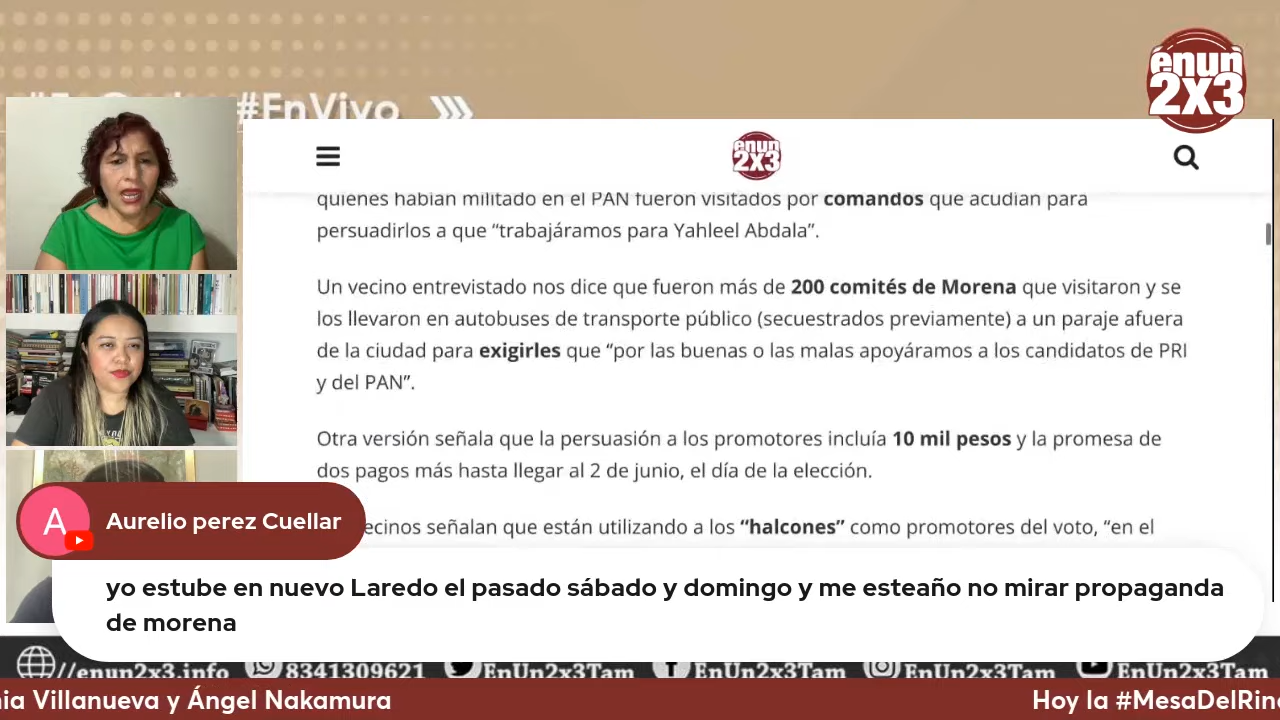 #EnVivo
énun
2x3
énun
2x3
quienes habían militado en el PAN fueron visitados por comandos que acudían para
persuadirlos a que “trabajáramos para Yahleel Abdala”.
Un vecino entrevistado nos dice que fueron más de 200 comités de Morena que visitaron y se
los llevaron en autobuses de transporte público (secuestrados previamente) a un paraje afuera
de la ciudad para exigirles que “por las buenas o las malas apoyáramos a los candidatos de PRI
y del PAN”.
Otra versión señala que la persuasión a los promotores incluía 10 mil pesos y la promesa de
dos pagos más hasta llegar al 2 de junio, el día de la elección.
ecinos señalan que están utilizando a los “halcones” como promotores del voto, “en el
A
Aurelio perez Cuellar
yo estube en nuevo Laredo el pasado sábado y domingo y me esteaño no mirar propaganda
de morena
//enun2x3.info 8341309621 EnUn2x3Tam EnUn2x3Tam EnUn2x3Tam EnUn2x3Tam
nia Villanueva y Ángel Nakamura Hoy la #MesaDelRin